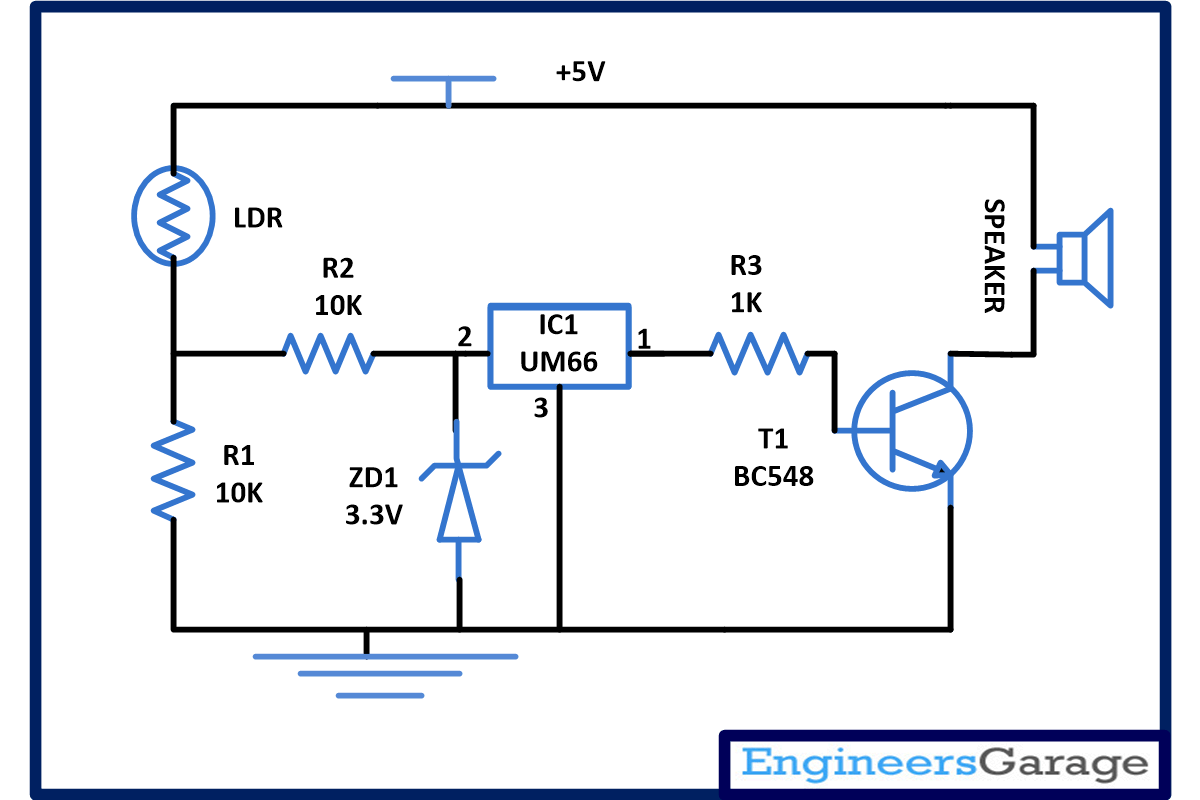 +5V
LDR
R2
10K
R3
1K
SPEAKER
2
IC1
UM66
1
3
R1
10K
ZD1
3.3V
T1
BC548
EngineersGarage